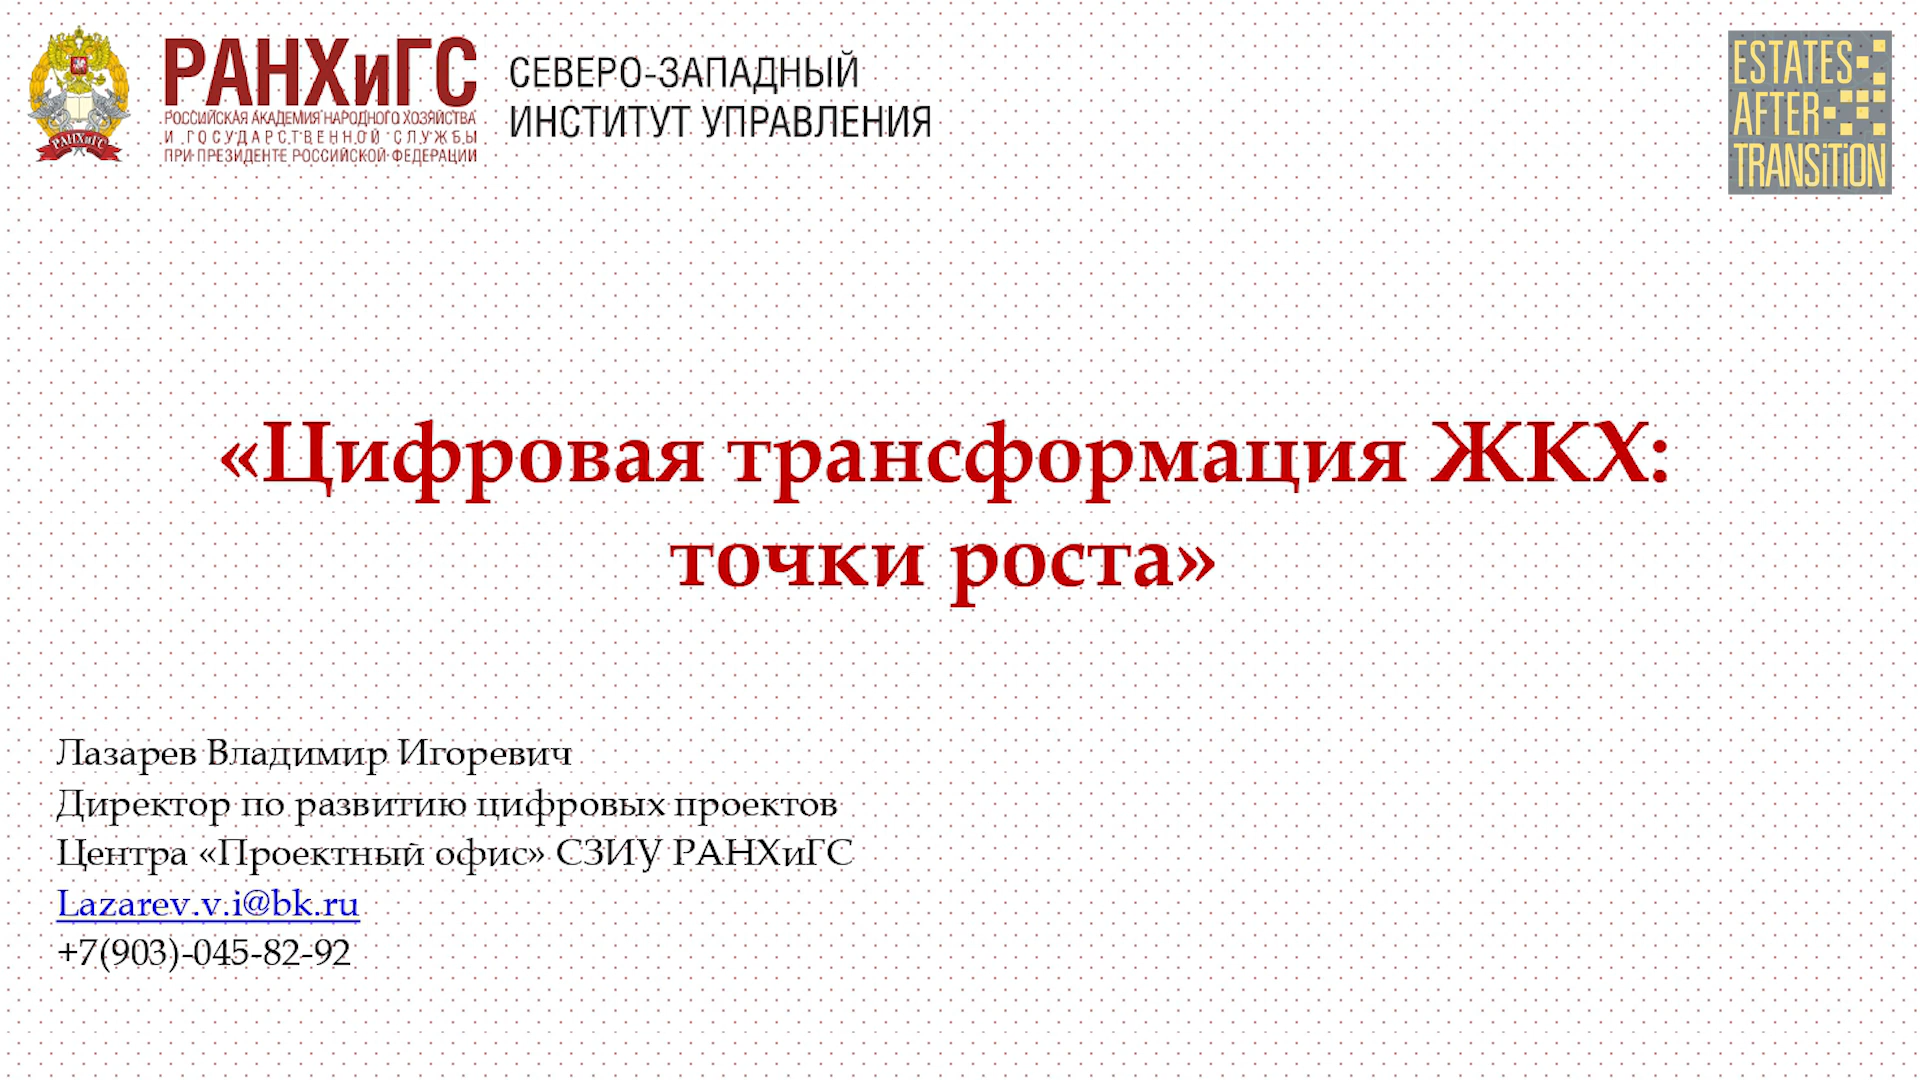 РАНХиГС
РОССИЙСКАЯ АКАДЕМИЯ НАРОДНОГО ХОЗЯЙСТВА
И ГОСУДАРСТВЕННОЙ СЛУЖБЫ
ПРИ ПРЕЗИДЕНТЕ РОССИЙСКОЙ ФЕДЕРАЦИИ
РАНХиГС
СЕВЕРО-ЗАПАДНЫЙ
ИНСТИТУТ УПРАВЛЕНИЯ
ESTATES
AFTER
TRANSiTiON
«Цифровая трансформация ЖКХ:
точки роста»
Лазарев Владимир Игоревич
Директор по развитию цифровых проектов
Центра «Проектный офис» СЗИУ РАНХиГС
Lazarev.v.i@bk.ru
+7(903)-045-82-92